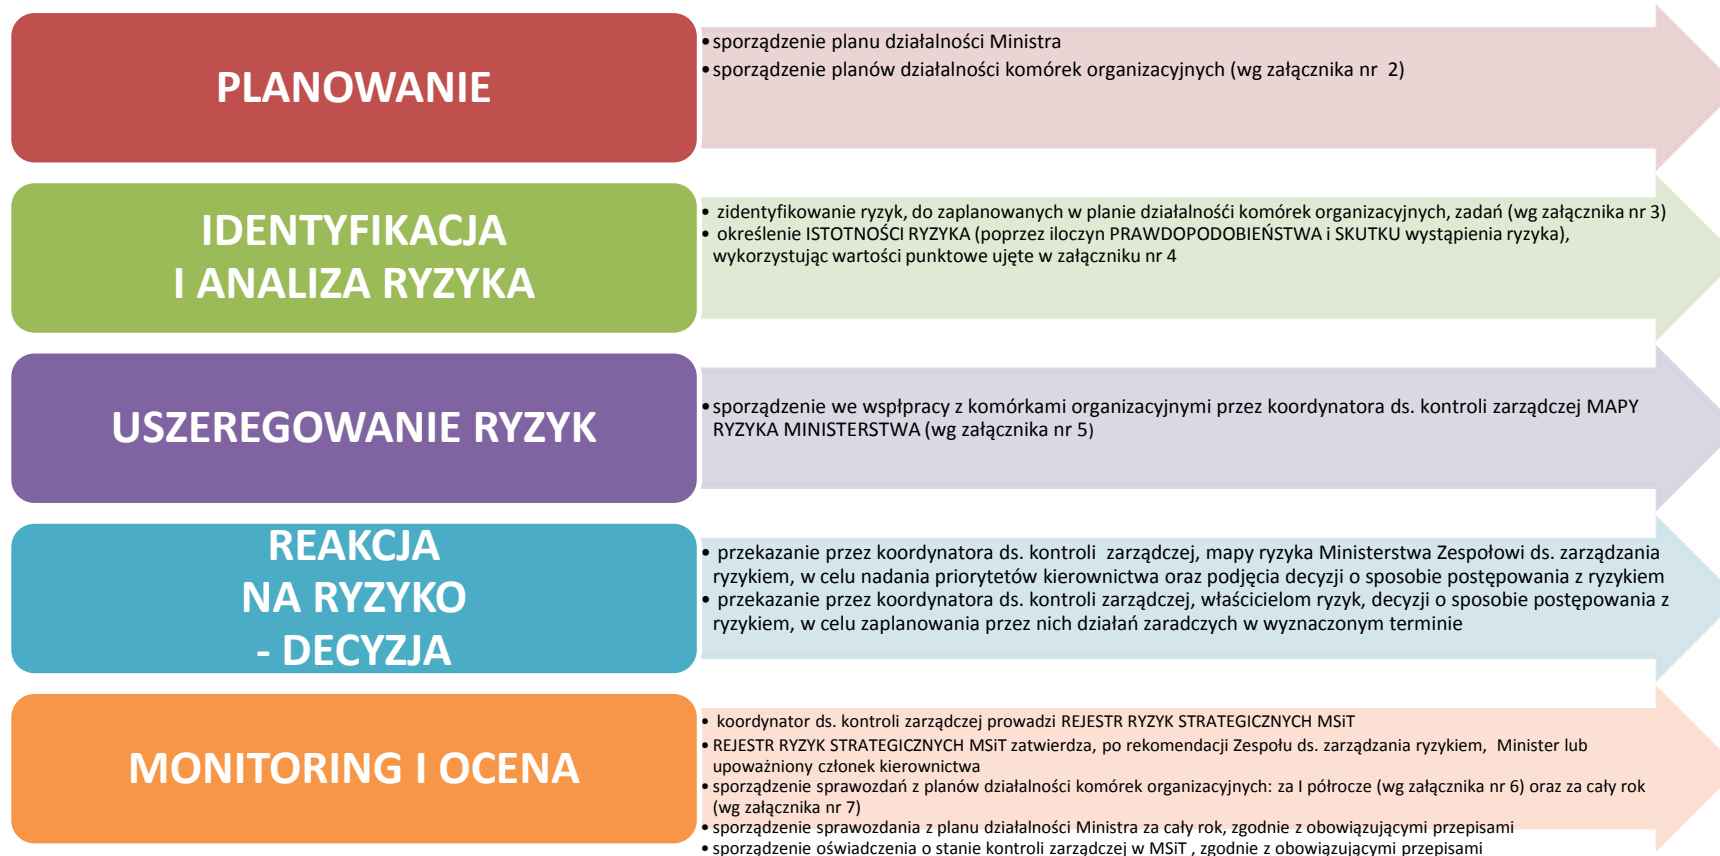 PLANOWANIE
• sporządzenie planu działalności Ministra
• sporządzenie planów działalności komórek organizacyjnych (wg załącznika nr 2)
IDENTYFIKACJA
I ANALIZA RYZYKA
• zidentyfikowanie ryzyk, do zaplanowanych w planie działalnośći komórek organizacyjnych, zadań (wg załącznika nr 3)
• określenie ISTOTNOŚCI RYZYKA (poprzez iloczyn PRAWDOPODOBIEŃSTWA i SKUTKU wystąpienia ryzyka),
wykorzystując wartości punktowe ujęte w załączniku nr 4
USZEREGOWANIE RYZYK
• sporządzenie we wspłpracy z komórkami organizacyjnymi przez koordynatora ds. kontroli zarządczej MAPY
RYZYKA MINISTERSTWA (wg załącznika nr 5)
REAKCJA
NA RYZYKO
- DECYZJA
• przekazanie przez koordynatora ds. kontroli zarządczej, mapy ryzyka Ministerstwa Zespołowi ds. zarządzania
ryzykiem, w celu nadania priorytetów kierownictwa oraz podjęcia decyzji o sposobie postępowania z ryzykiem
• przekazanie przez koordynatora ds. kontroli zarządczej, właścicielom ryzyk, decyzji o sposobie postępowania z
ryzykiem, w celu zaplanowania przez nich działań zaradczych w wyznaczonym terminie
MONITORING I OCENA
• koordynator ds. kontroli zarządczej prowadzi REJESTR RYZYK STRATEGICZNYCH MSiT
• REJESTR RYZYK STRATEGICZNYCH MSiT zatwierdza, po rekomendacji Zespołu ds. zarządzania ryzykiem, Minister lub
upoważniony członek kierownictwa
• sporządzenie sprawozdań z planów działalności komórek organizacyjnych: za I półrocze (wg załącznika nr 6) oraz za cały rok
(wg załącznika nr 7)
• sporządzenie sprawozdania z planu działalności Ministra za cały rok, zgodnie z obowiązującymi przepisami
• sporządzenie oświadczenia o stanie kontroli zarządczej w MSiT , zgodnie z obowiązującymi przepisami